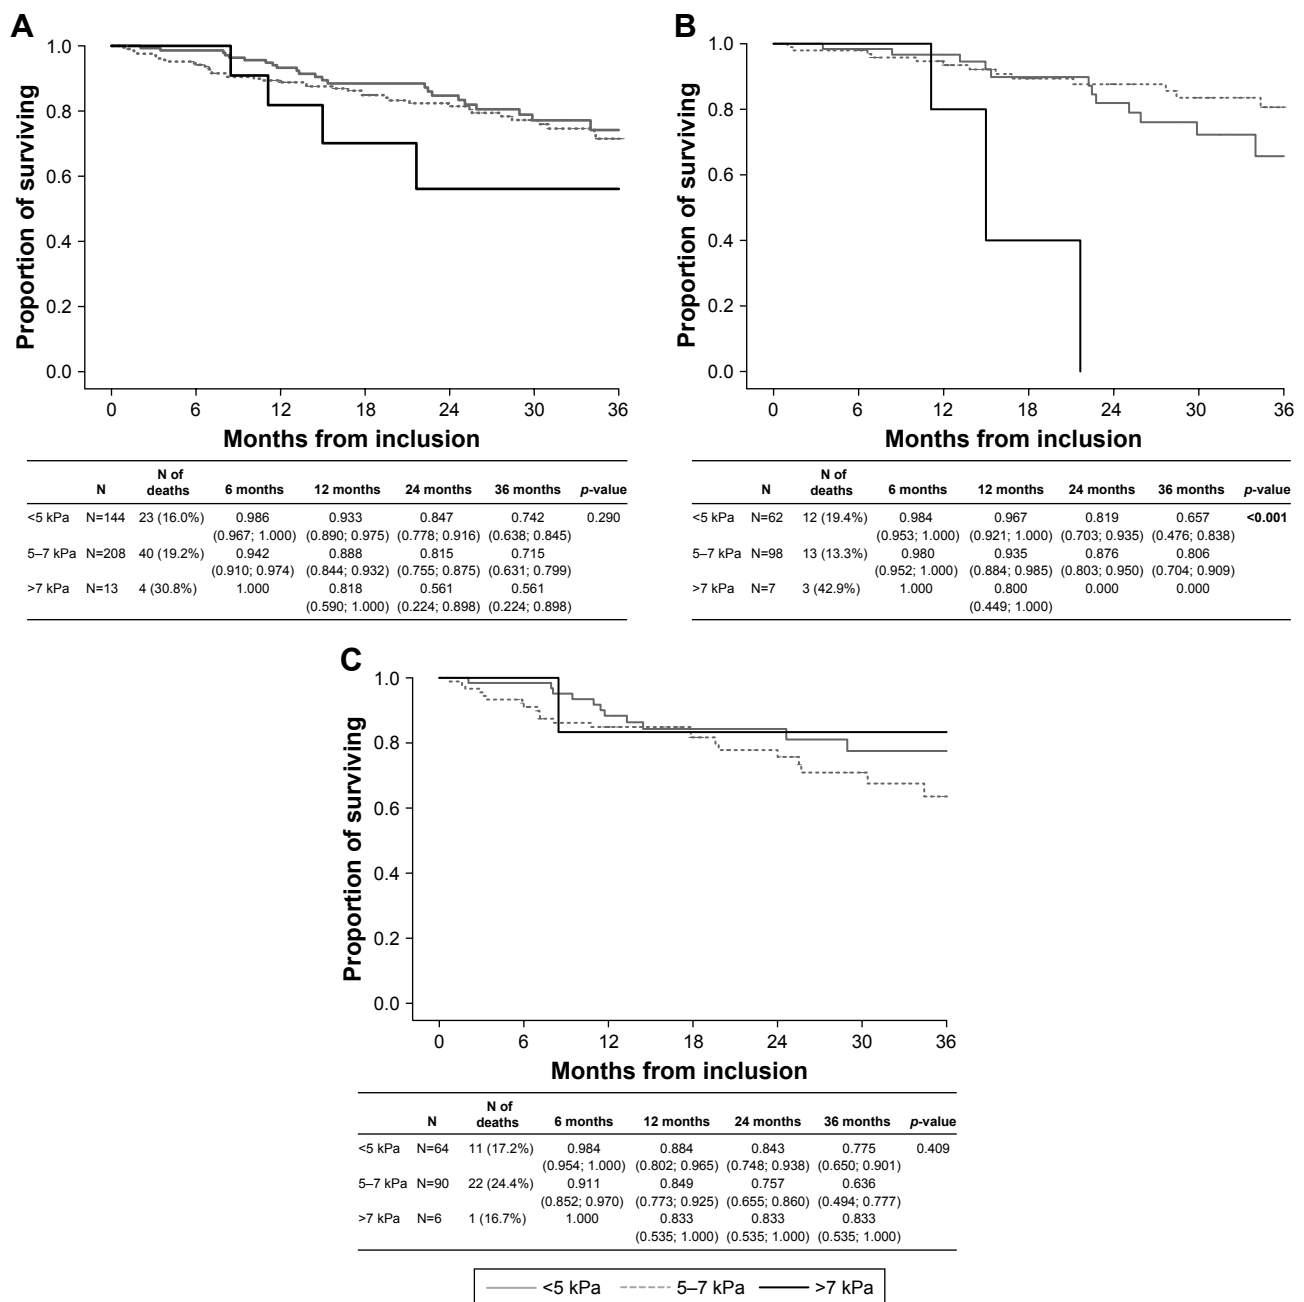 A
1.0
0.8
0.6
0.4
0.2
0.0
Proportion of surviving
0 6 12 18 24 30 36
Months from inclusion
N N of deaths 6 months 12 months 24 months 36 months p-value
<5 kPa N=144 23 (16.0%) 0.986 0.933 0.847 0.742 0.290
(0.967; 1.000) (0.890; 0.975) (0.778; 0.916) (0.638; 0.845)
5–7 kPa N=208 40 (19.2%) 0.942 0.888 0.815 0.715
(0.910; 0.974) (0.844; 0.932) (0.755; 0.875) (0.631; 0.799)
>7 kPa N=13 4 (30.8%) 1.000 0.818 0.561 0.561
(0.590; 1.000) (0.224; 0.898) (0.224; 0.898)
B
1.0
0.8
0.6
0.4
0.2
0.0
Proportion of surviving
0 6 12 18 24 30 36
Months from inclusion
N N of deaths 6 months 12 months 24 months 36 months p-value
<5 kPa N=62 12 (19.4%) 0.984 0.967 0.819 0.657 <0.001
(0.953; 1.000) (0.921; 1.000) (0.703; 0.935) (0.476; 0.838)
5–7 kPa N=98 13 (13.3%) 0.980 0.935 0.876 0.806
(0.952; 1.000) (0.884; 0.985) (0.803; 0.950) (0.704; 0.909)
>7 kPa N=7 3 (42.9%) 1.000 0.800 0.000 0.000
(0.449; 1.000)
C
1.0
0.8
0.6
0.4
0.2
0.0
Proportion of surviving
0 6 12 18 24 30 36
Months from inclusion
N N of deaths 6 months 12 months 24 months 36 months p-value
<5 kPa N=64 11 (17.2%) 0.984 0.884 0.843 0.775 0.409
(0.954; 1.000) (0.802; 0.965) (0.748; 0.938) (0.650; 0.901)
5–7 kPa N=90 22 (24.4%) 0.911 0.849 0.757 0.636
(0.852; 0.970) (0.773; 0.925) (0.655; 0.860) (0.494; 0.777)
>7 kPa N=6 1 (16.7%) 1.000 0.833 0.833 0.833
(0.535; 1.000) (0.535; 1.000) (0.535; 1.000)
<5 kPa 5–7 kPa >7 kPa